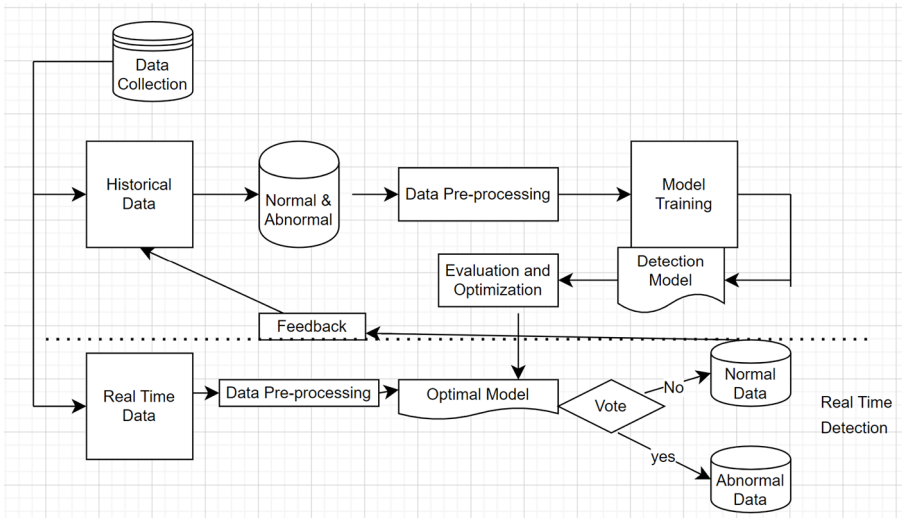 Data
Collection
Historical
Data
Normal &
Abnormal
Data Pre-processing
Model
Training
Evaluation and
Optimization
Detection
Model
Feedback
Real Time
Data
Data Pre-processing
Optimal Model
Vote
No
Normal
Data
Real Time
Detection
yes
Abnormal
Data